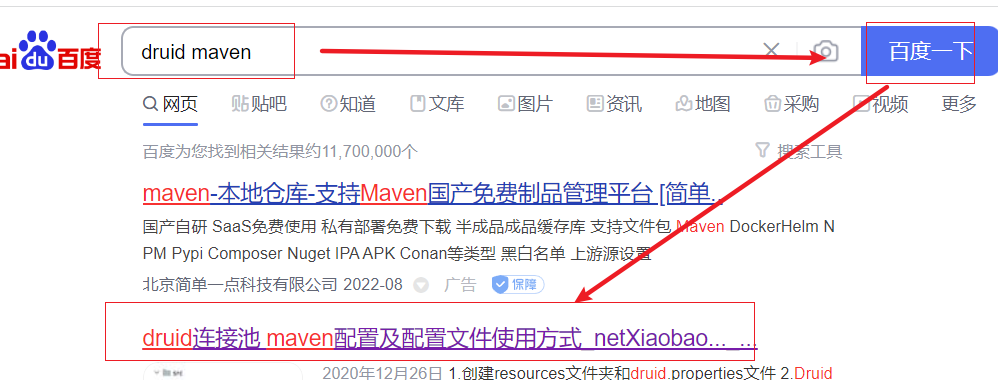 ai du 百度 druid maven 百度一下
网页 贴贴吧 知道 文库 图片 资讯 地图 采购 视频 更多
百度为您找到相关结果约11,700,000个 搜索工具
maven-本地仓库-支持Maven国产免费制品管理平台 [简单...
国产自研 SaaS免费使用 私有部署免费下载 半成品成品缓存库 支持文件包 Maven DockerHelm N
PM Pypi Composer Nuget IPA APK Conan等类型 黑白名单 上游源设置
北京简单一点科技有限公司 2022-08 广告 保障
druid连接池 maven配置及配置文件使用方式_netXiaobao..._...
2020年12月26日 1.创建resources文件夹和druid.properties文件 2.Druid